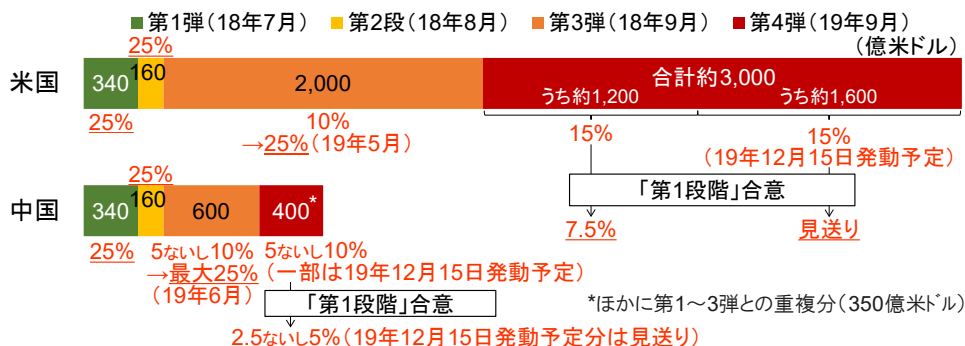 ■第1弾(18年7月) ■第2段(18年8月) ■第3弾(18年9月) ■第4弾(19年9月)
(億米ドル)
25%
米国
340
160
2,000
合計約3,000
うち約1,200
うち約1,600
25%
10%
→25%(19年5月)
15%
15%
(19年12月15日発動予定)
「第1段階」合意
7.5%
見送り
25%
中国
340
160
600
400*
25%
5ないし10%
→最大25%
(19年6月)
5ないし10%
(一部は19年12月15日発動予定)
「第1段階」合意
2.5ないし5%(19年12月15日発動予定分は見送り)
*ほかに第1~3弾との重複分(350億米ドル)